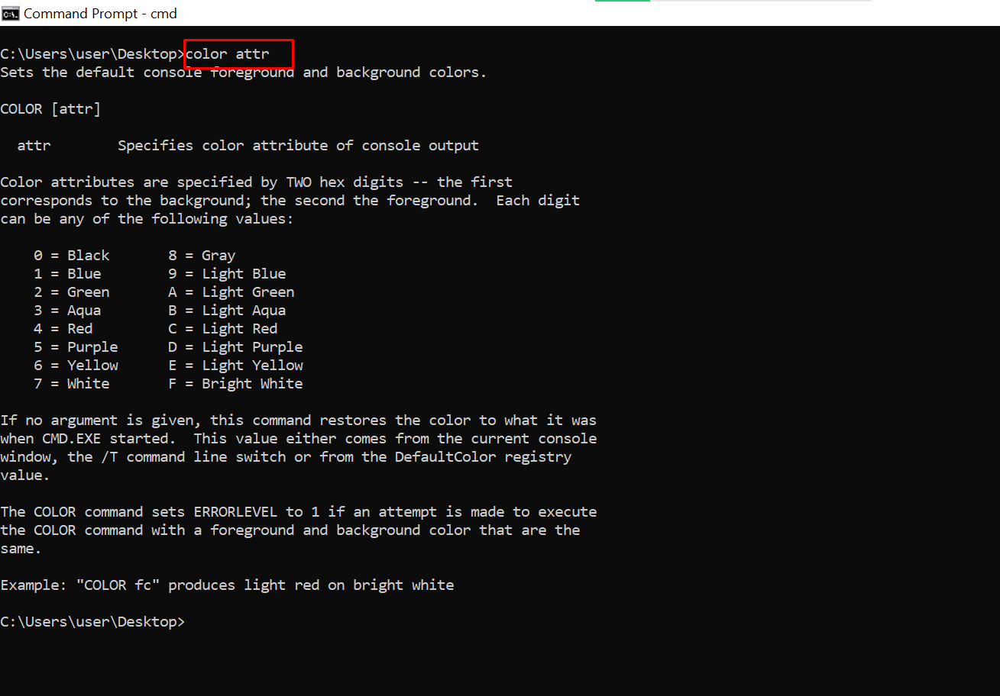 Command Prompt - cmd
C:\Users\user\Desktop>color attr
Sets the default console foreground and background colors.
COLOR [attr]
  attr        Specifies color attribute of console output
Color attributes are specified by TWO hex digits -- the first
corresponds to the background; the second the foreground.  Each digit
can be any of the following values:
    0 = Black       8 = Gray
    1 = Blue        9 = Light Blue
    2 = Green       A = Light Green
    3 = Aqua        B = Light Aqua
    4 = Red         C = Light Red
    5 = Purple      D = Light Purple
    6 = Yellow      E = Light Yellow
    7 = White       F = Bright White
If no argument is given, this command restores the color to what it was
when CMD.EXE started.  This value either comes from the current console
window, the /T command line switch or from the DefaultColor registry
value.
The COLOR command sets ERRORLEVEL to 1 if an attempt is made to execute
the COLOR command with a foreground and background color that are the
same.
Example: "COLOR fc" produces light red on bright white
C:\Users\user\Desktop>